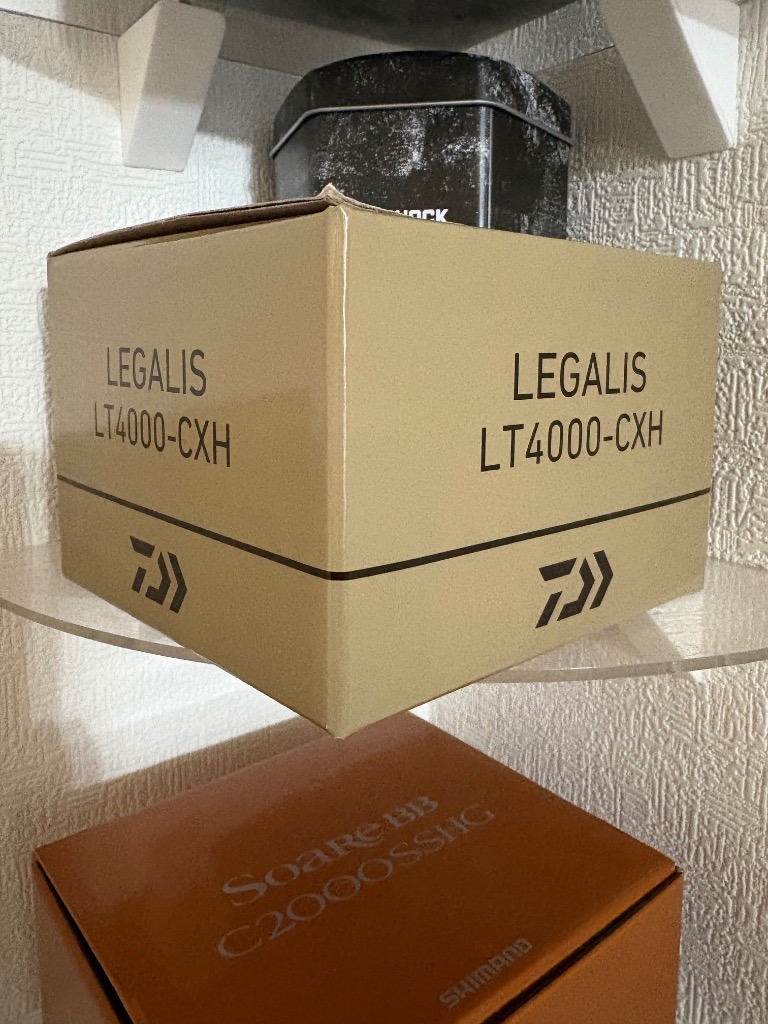 LEGALIS
LT4000-CXH
LEGALIS
LT4000-CXH
Soare BB
C2000SSHG
SHIMANO